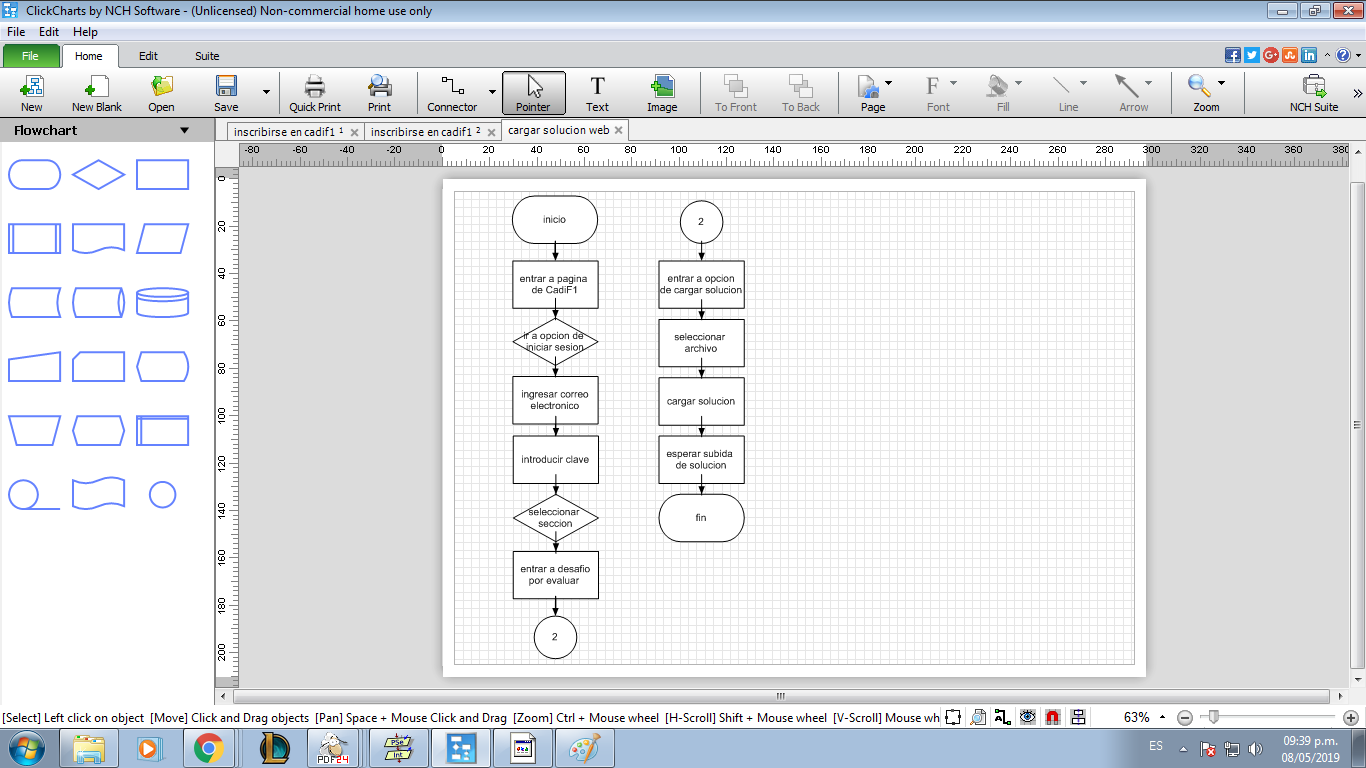 ClickCharts by NCH Software - (Unlicensed) Non-commercial home use only
File Edit Help
File Home Edit Suite
New New Blank Open Save Quick Print Print Connector Pointer Text Image To Front To Back Page Font Fill Line Arrow Zoom NCH Suite
Flowchart
inscribirse en cadif1 1 inscribirse en cadif1 2 cargar solucion web
-80 -60 -40 -20 0 20 40 60 80 100 120 140 160 180 200 220 240 260 280 300 320 340 360 380
0
20
40
60
80
100
120
140
160
180
200
inicio
entrar a pagina
de CadiF1
ir a opcion de
iniciar sesion
ingresar correo
electronico
introducir clave
seleccionar
seccion
entrar a desafio
por evaluar
2
2
entrar a opcion
de cargar solucion
seleccionar
archivo
cargar solucion
esperar subida
de solucion
fin
[Select] Left click on object [Move] Click and Drag objects [Pan] Space + Mouse Click and Drag [Zoom] Ctrl + Mouse wheel [H-Scroll] Shift + Mouse wheel [V-Scroll] Mouse wh
63%
PDF24
PSe
Int
ES
09:39 p.m.
08/05/2019